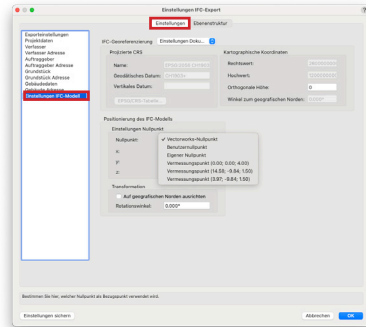 Einstellungen IFC-Export
Einstellungen
Ebenenstruktur
Exporteinstellungen
Projektdaten
Verfasser
Verfasser Adresse
Auftraggeber
Auftraggeber Adresse
Grundstück
Grundstück Adresse
Gebäudedaten
Gebäude Adresse
Einstellungen IFC-Modell
IFC-Georeferenzierung: Einstellungen Doku...
Projizierte CRS
Name:
Geodätisches Datum:
Vertikales Datum:
Kartographische Koordinaten
Rechtswert:
Hochwert:
Orthogonale Höhe: 0
Winkel zum geografischen Norden:
Positionierung des IFC-Modells
Einstellungen Nullpunkt
Nullpunkt:
X:
Y:
Z:
Vectorworks-Nullpunkt
Benutzernullpunkt
Eigener Nullpunkt
Vermessungspunkt (0.00; 0.00; 4.00)
Vermessungspunkt (14.58; -9.84; 1.50)
Vermessungspunkt (3.97; -9.84; 1.50)
Transformation
Auf geografischen Norden ausrichten
Rotationswinkel: 0.000°
Bestimmen Sie hier, welcher Nullpunkt als Bezugspunkt verwendet wird.
Einstellungen sichern
Abbrechen
OK